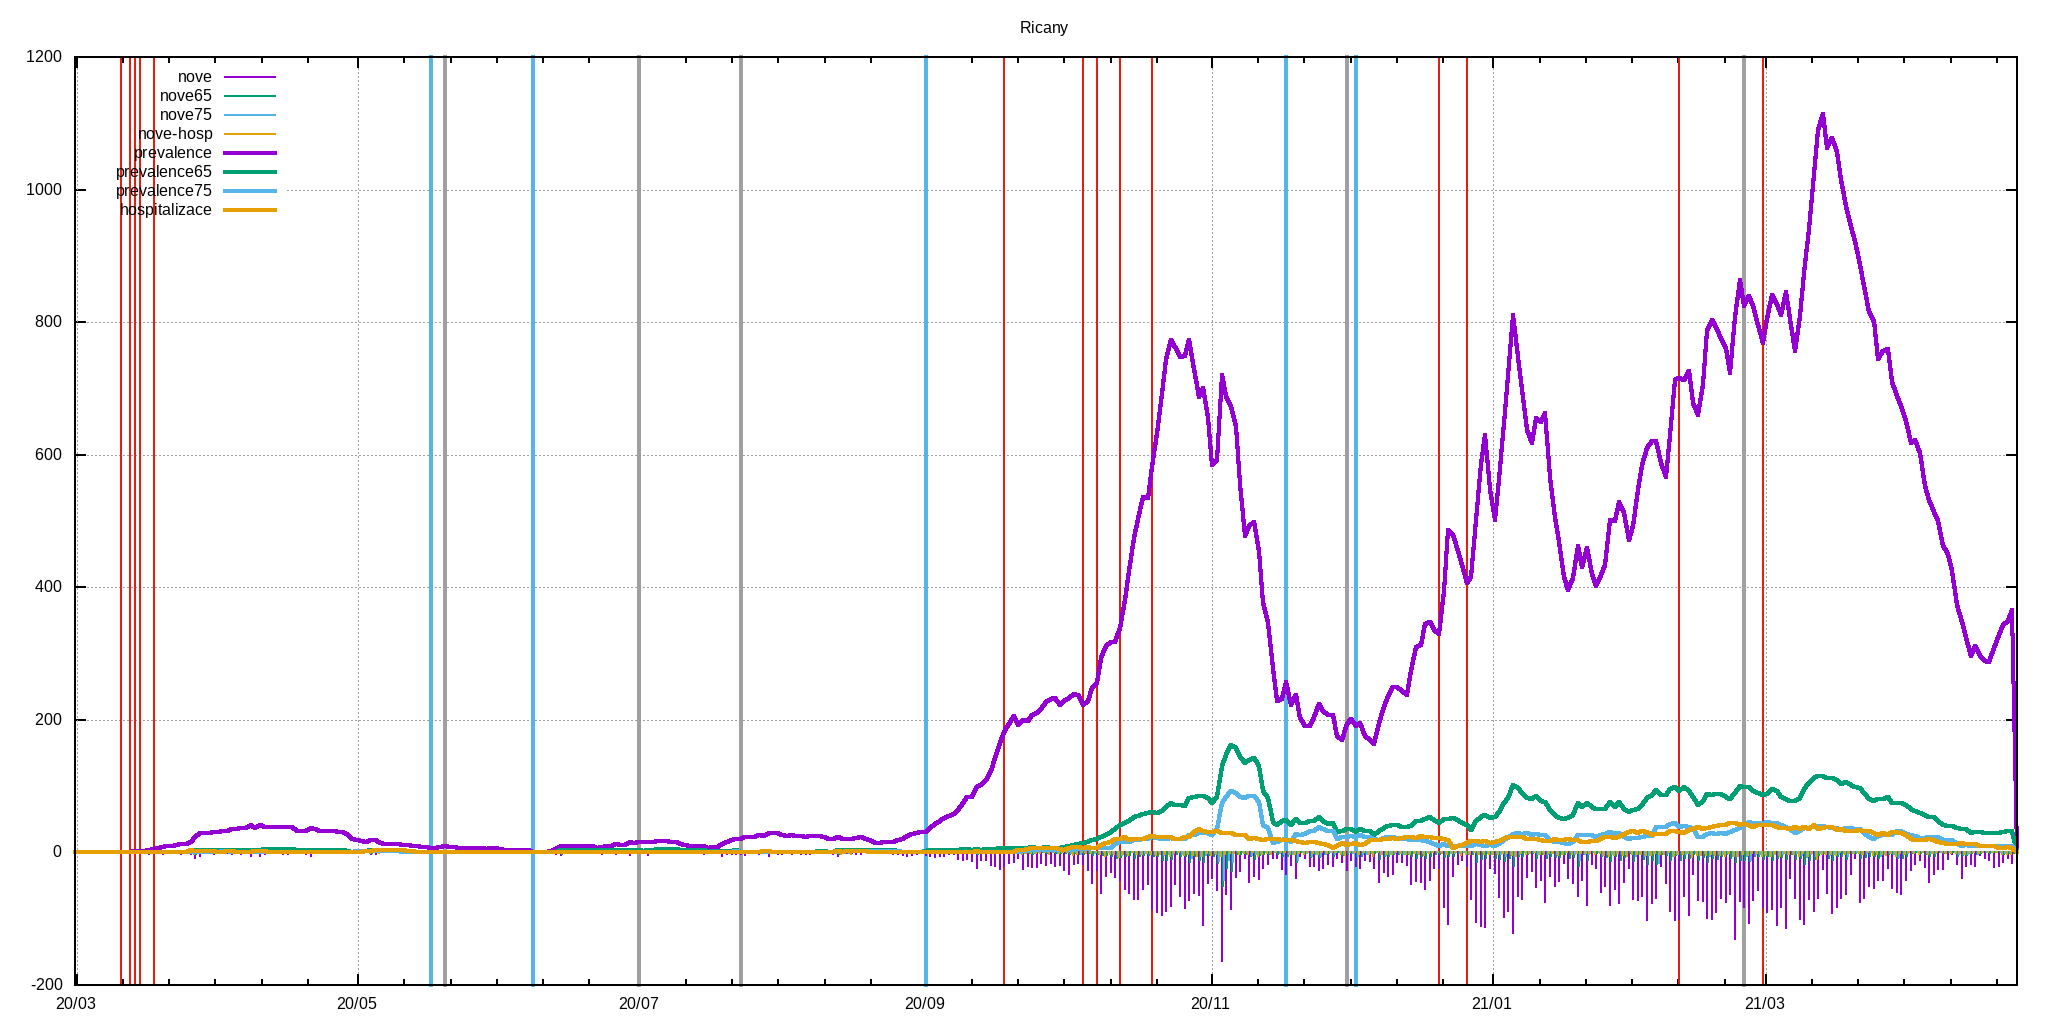 Ricany
1200
nove
nove65
nove75
nove-hosp
prevalence
prevalence65
prevalence75
hospitalizace
1000
800
600
400
200
0
-200
20/03 20/05 20/07 20/09 20/11 21/01 21/03